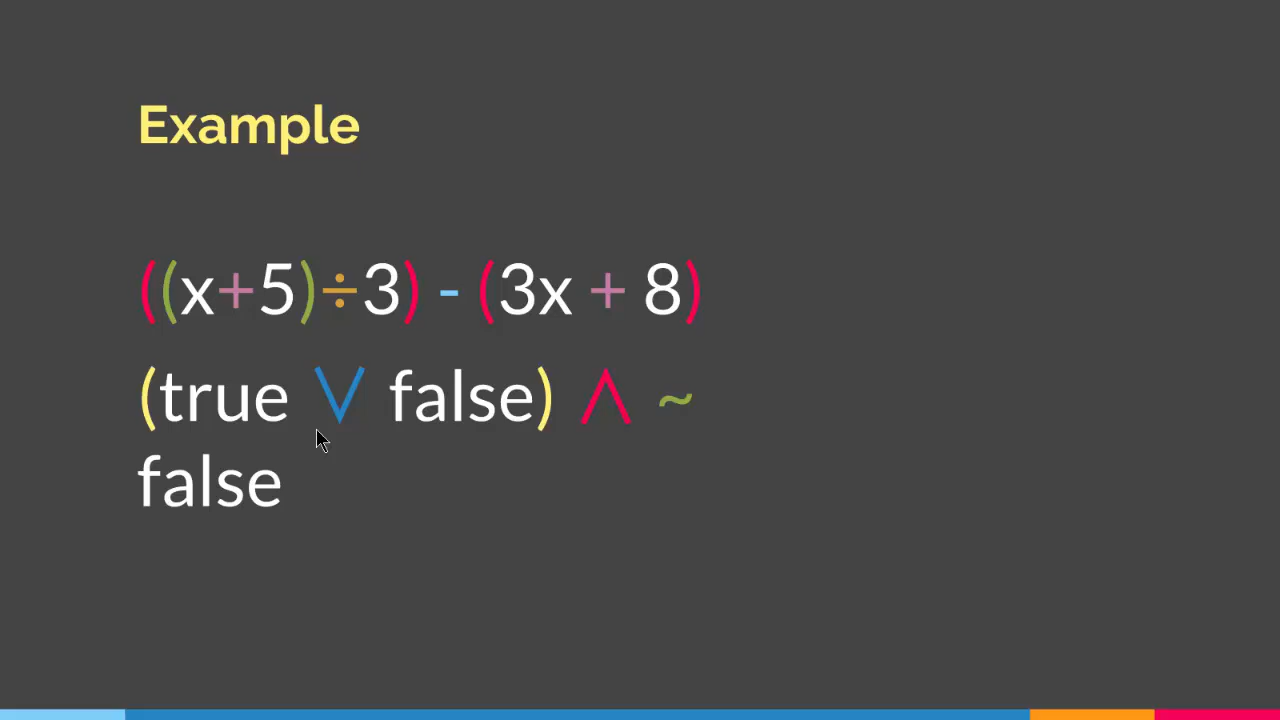 Example
((x+5)÷3) - (3x + 8)
(true ∨ false) ∧ ~
false